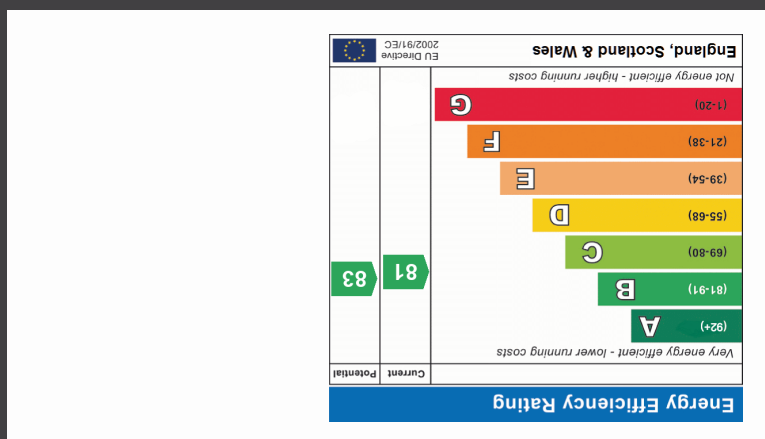 Energy Efficiency Rating
Current Potential
Very energy efficient - lower running costs
(92+) A
(81-91) B
(69-80) C
(55-68) D
(39-54) E
(21-38) F
(1-20) G
81
83
Not energy efficient - higher running costs
England, Scotland & Wales
EU Directive
2002/91/EC